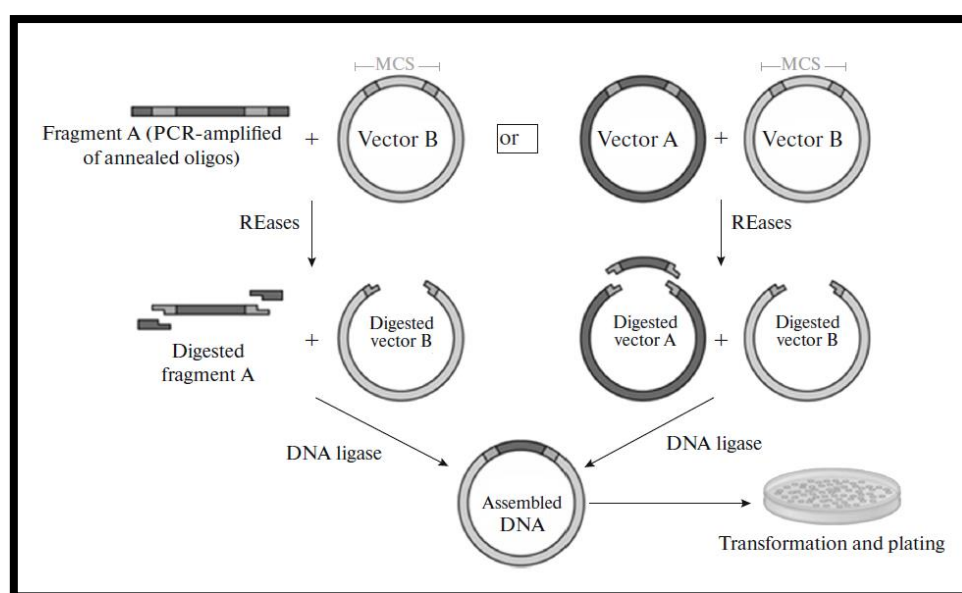 MCS
MCS
Fragment A (PCR-amplified
of annealed oligos)
+
Vector B
or
Vector A
+
Vector B
REases
REases
Digested
fragment A
+
Digested
vector B
Digested
vector A
+
Digested
vector B
DNA ligase
DNA ligase
Assembled
DNA
Transformation and plating